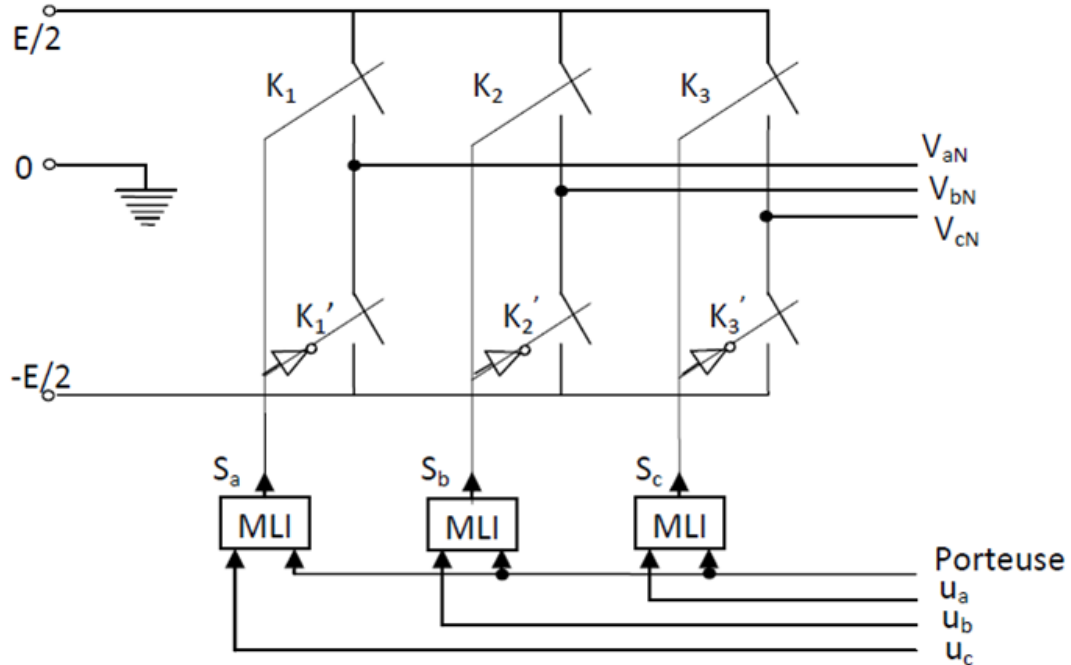 E/2
K₁
K₂
K₃
0
VaN
VbN
VcN
K₁’
K₂’
K₃’
-E/2
Sa
Sb
Sc
MLI
MLI
MLI
Porteuse
ua
ub
uc